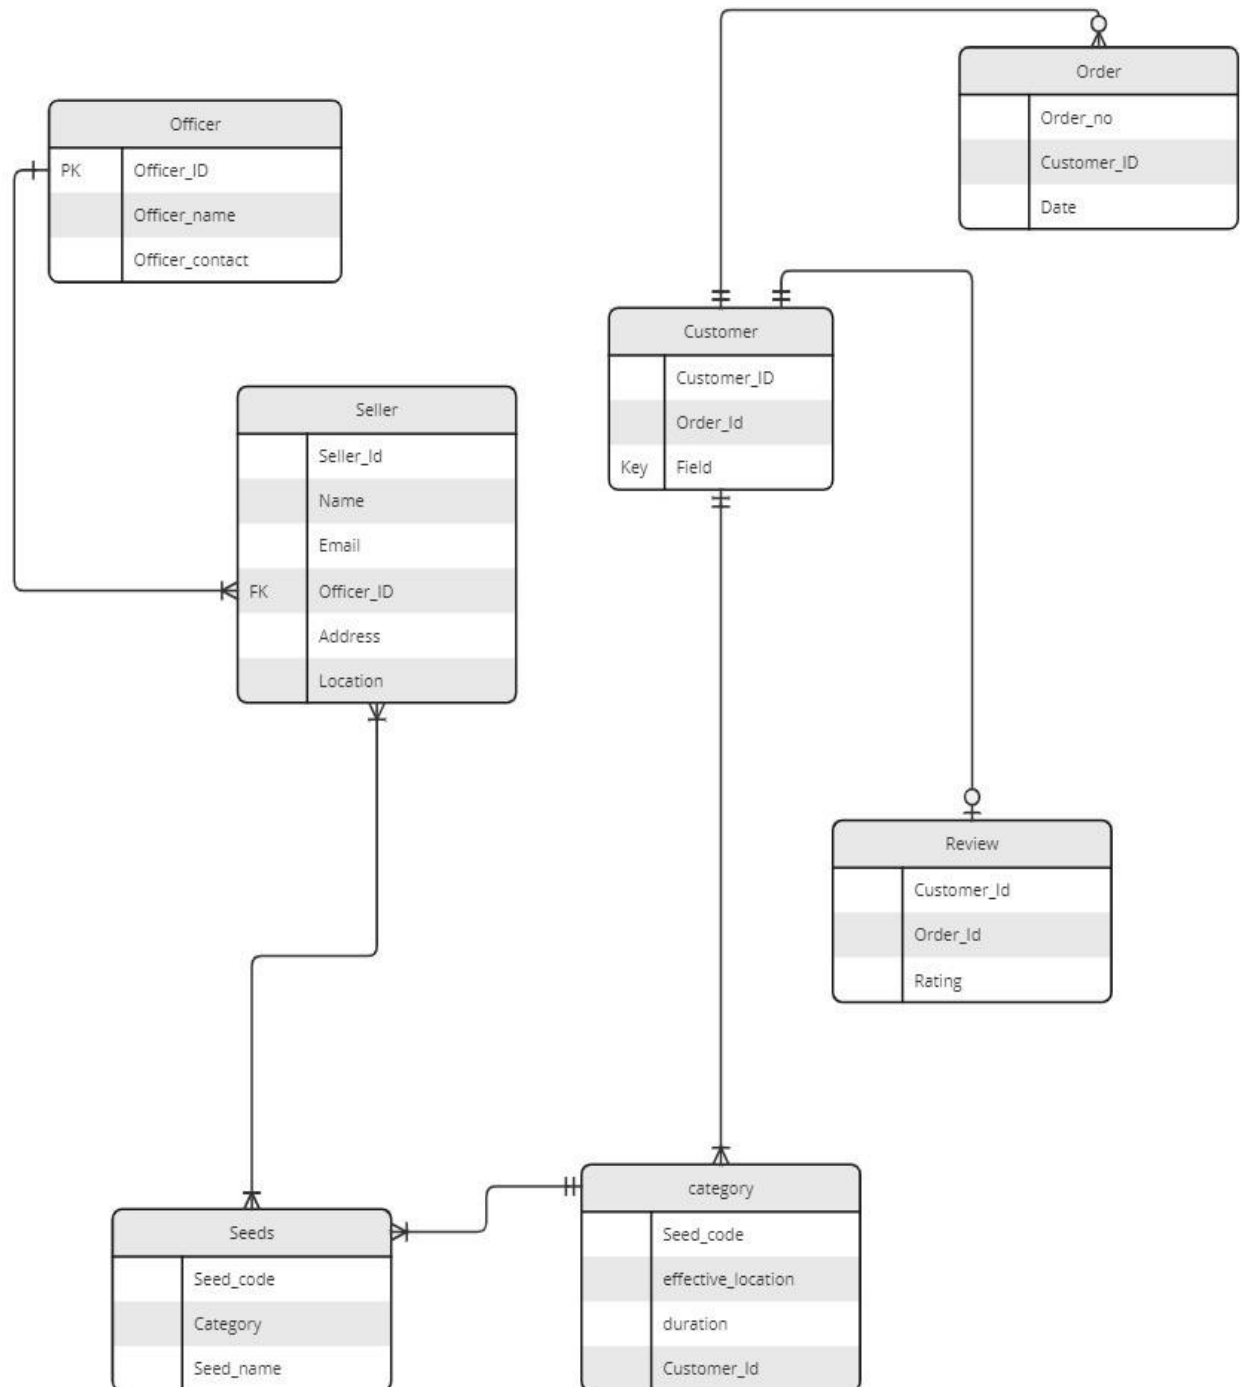 Order
Order_no
Customer_ID
Date
Officer
PK Officer_ID
Officer_name
Officer_contact
Customer
Customer_ID
Order_Id
Key Field
Seller
Seller_Id
Name
Email
FK Officer_ID
Address
Location
Review
Customer_Id
Order_Id
Rating
category
Seed_code
effective_location
duration
Customer_Id
Seeds
Seed_code
Category
Seed_name